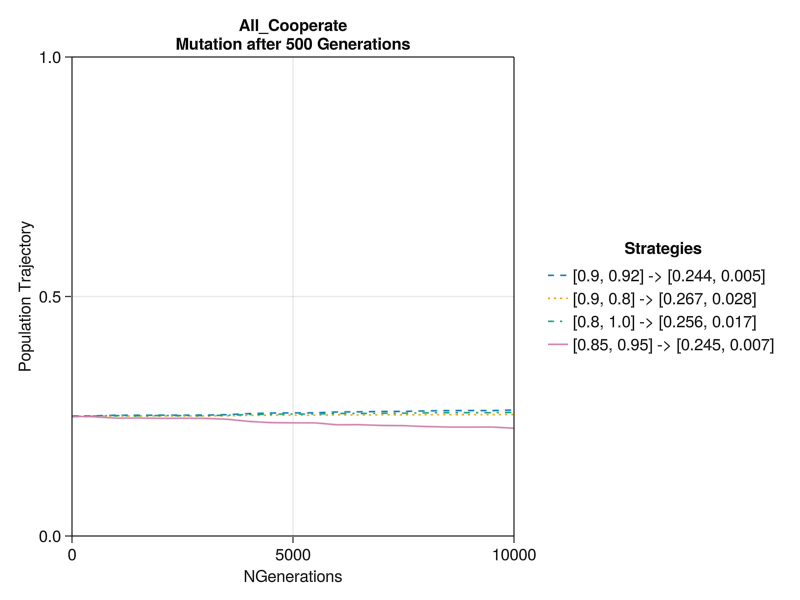 All_Cooperate
Mutation after 500 Generations
1.0
0.5
0.0
Population Trajectory
0
5000
10000
NGenerations
Strategies
[0.9, 0.92] -> [0.244, 0.005]
[0.9, 0.8] -> [0.267, 0.028]
[0.8, 1.0] -> [0.256, 0.017]
[0.85, 0.95] -> [0.245, 0.007]